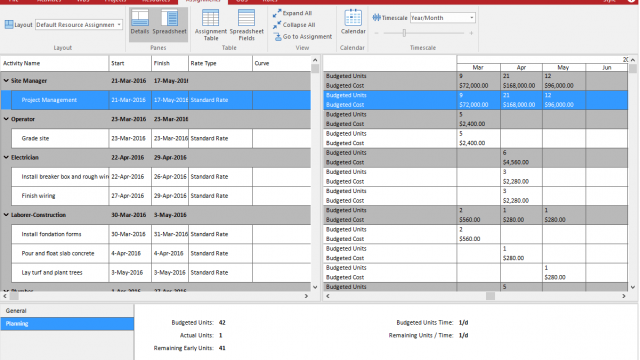 Layout Default Resource Assignmen
Details Spreadsheet
Assignment Table
Spreadsheet Fields
Expand All
Collapse All
Go to Assignment
Calendar
Timescale Year/Month
Layout Panes Table View Calendar Timescale
Activity Name Start Finish Rate Type Curve
Mar Apr May Jun
Site Manager 21-Mar-2016 17-May-2016 Budgeted Units 9 21 12
Budgeted Cost $72,000.00 $168,000.00 $96,000.00
Project Management 21-Mar-2016 17-May-2016 Standard Rate Budgeted Units 9 21 12
Budgeted Cost $72,000.00 $168,000.00 $96,000.00
Operator 23-Mar-2016 23-Mar-2016 Budgeted Units 5
Budgeted Cost $2,400.00
Grade site 23-Mar-2016 23-Mar-2016 Standard Rate Budgeted Units 5
Budgeted Cost $2,400.00
Electrician 22-Apr-2016 29-Apr-2016 Budgeted Units 6
Budgeted Cost $4,560.00
Install breaker box and rough wirin 22-Apr-2016 26-Apr-2016 Standard Rate Budgeted Units 3
Budgeted Cost $2,280.00
Finish wiring 27-Apr-2016 29-Apr-2016 Standard Rate Budgeted Units 3
Budgeted Cost $2,280.00
Laborer-Construction 30-Mar-2016 3-May-2016 Budgeted Units 2 1 1
Budgeted Cost $560.00 $280.00 $280.00
Install fondation forms 30-Mar-2016 31-Mar-2016 Standard Rate Budgeted Units 2
Budgeted Cost $560.00
Pour and float slab concrete 4-Apr-2016 4-Apr-2016 Standard Rate Budgeted Units 1
Budgeted Cost $280.00
Lay turf and plant trees 3-May-2016 3-May-2016 Standard Rate Budgeted Units 1
Budgeted Cost $280.00
Budgeted Units 5
General
Planning
Budgeted Units: 42 Budgeted Units Time: 1/d
Actual Units: 1 Remaining Units / Time: 1/d
Remaining Early Units: 41